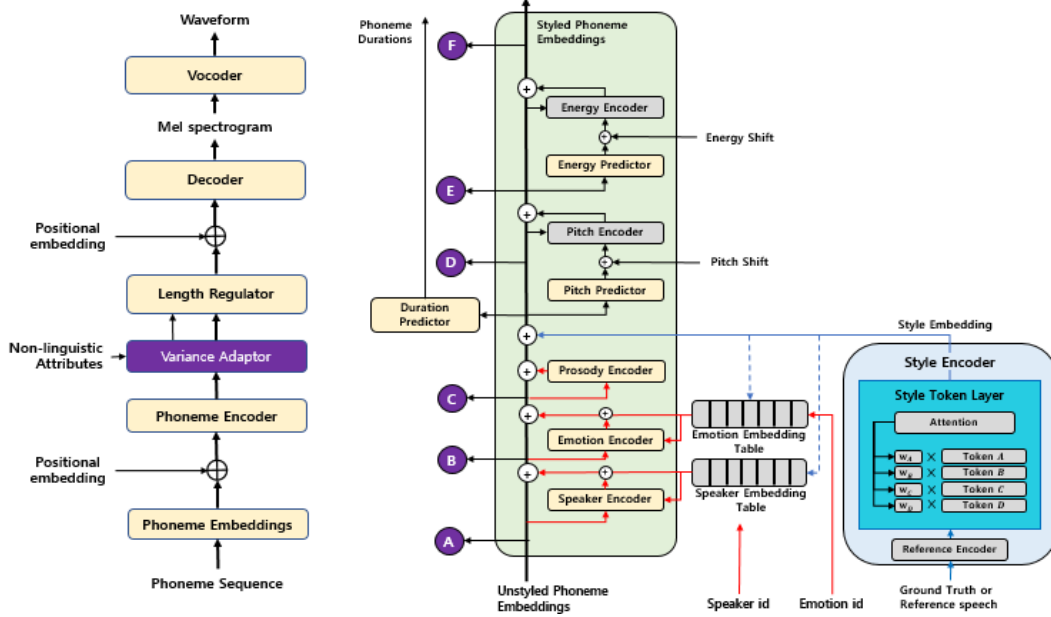 Waveform
Vocoder
Mel spectrogram
Decoder
Positional
embedding
Length Regulator
Non-linguistic
Attributes
Variance Adaptor
Phoneme Encoder
Positional
embedding
Phoneme Embeddings
Phoneme Sequence
Phoneme
Durations
Styled Phoneme
Embeddings
F
Energy Encoder
Energy Shift
Energy Predictor
E
Pitch Encoder
D
Pitch Shift
Pitch Predictor
Duration
Predictor
Prosody Encoder
C
Emotion Encoder
B
Speaker Encoder
A
Unstyled Phoneme
Embeddings
Emotion Embedding
Table
Speaker Embedding
Table
Speaker id
Emotion id
Style Embedding
Style Encoder
Style Token Layer
Attention
w_A × Token A
w_B × Token B
w_C × Token C
w_D × Token D
Reference Encoder
Ground Truth or
Reference speech